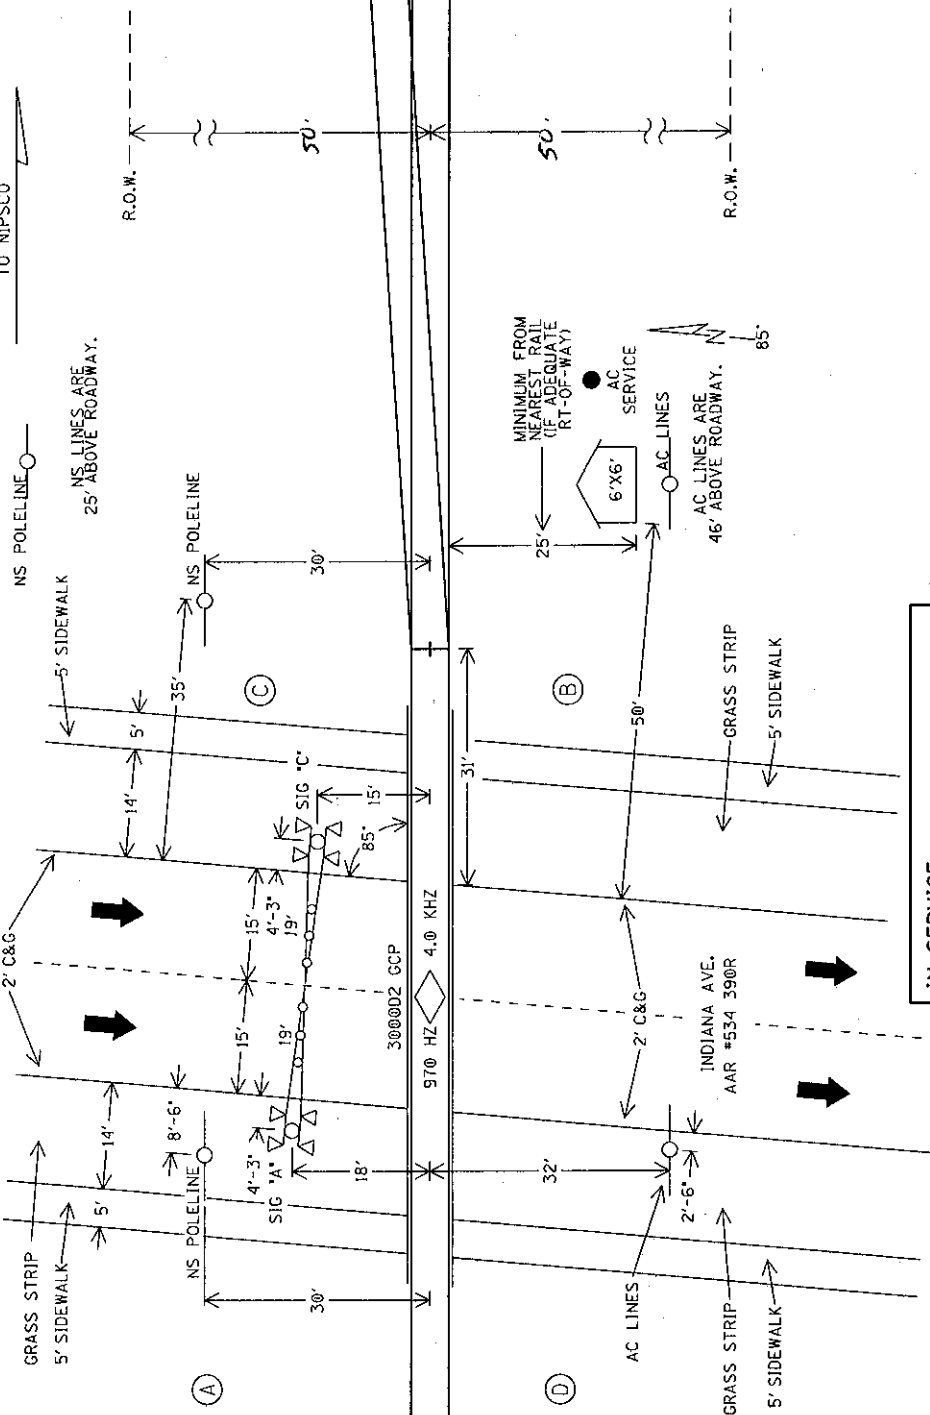 TO NIPSCO
R.O.W.
50'
50'
R.O.W.
NS POLELINE
NS LINES ARE
25' ABOVE ROADWAY.
5' SIDEWALK
NS POLELINE
35'
30'
C
5'
14'
2' C&G
SIG "C"
15'
85°
15'
4'-3"
19'
15'
19'
8'-6"
14'
5'
4'-3"
SIG "A"
18'
NS POLELINE
30'
GRASS STRIP
5' SIDEWALK
A
3000D2 GCP
970 HZ
4.0 KHZ
31'
MINIMUM FROM
NEAREST RAIL
(IF ADEQUATE
RT-OF-WAY)
25'
6'X6'
AC
SERVICE
AC LINES
AC LINES ARE
46' ABOVE ROADWAY.
N
85°
B
50'
GRASS STRIP
5' SIDEWALK
2' C&G
INDIANA AVE.
AAR #534 390R
32'
2'-6"
AC LINES
D
GRASS STRIP
5' SIDEWALK
IN SERVICE